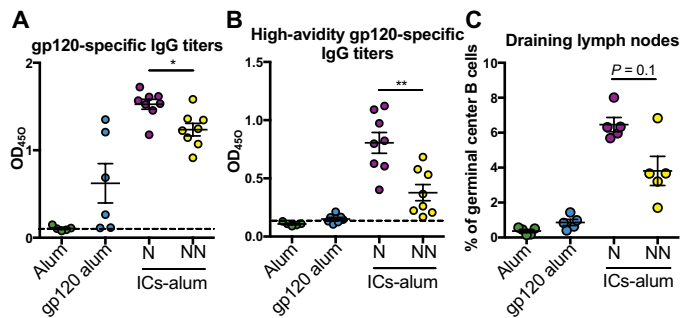 A
gp120-specific IgG titers
OD450
2
1
0
*
Alum
gp120 alum
N
NN
ICs-alum
B
High-avidity gp120-specific
IgG titers
OD450
1.5
1.0
0.5
0.0
**
Alum
gp120 alum
N
NN
ICs-alum
C
Draining lymph nodes
% of germinal center B cells
10
8
6
4
2
0
P = 0.1
Alum
gp120 alum
N
NN
ICs-alum